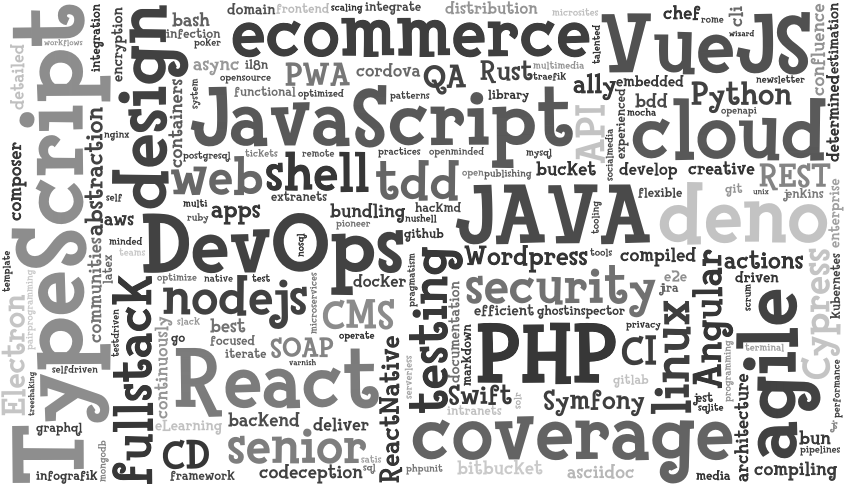 domain
frontend
scaling
integrate
distribution
microsites
chef
rome
cli
wizard
confluence
determinedestimation
TypeScript
workflows
integration
encryption
design
bash
infection
poker
ecommerce
talented
VueJS
detailed
async
i18n
opensource
PWA
cordova
QA
Rust
multimedia
traefik
ally
embedded
newsletter
containers
system
functional
optimized
patterns
library
bdd
Python
openapi
mocha
experienced
JavaScript
API
cloud
socialmedia
composer
abstraction
nginx
postgresql
tickets
remote
practices
openminded
mysql
web
shell
tdd
openpublishing
bucket
develop
creative
REST
self
extranets
flexible
git
unix
jenkins
enterprise
aws
multi
ruby
apps
bundling
pioneer
hackmd
nushell
github
JAVA
tooling
deno
minded
teams
DevOps
nosql
template
communities
latex
pragmatism
testing
Wordpress
tools
compiled
actions
optimize
native
test
docker
security
e2e
jira
Angular
driven
scrum
kubernetes
Cypress
pairprogramming
fullstack
testdriven
nodejs
microservices
CMS
documentation
efficient
ghostinspector
linux
agile
Electron
continuously
slack
go
best
focused
iterate
SOAP
operate
varnish
markdown
PHP
privacy
CI
terminal
selfdriven
treeshaking
React
ReactNative
serverless
gitlab
programming
performance
jest
sqlite
Swift
intranets
solr
Symfony
architecture
graphql
eLearning
backend
deliver
coverage
bun
pipelines
infografik
mongodb
CD
framework
senior
satis
sql
codeception
phpunit
bitbucket
asciidoc
media
compiling